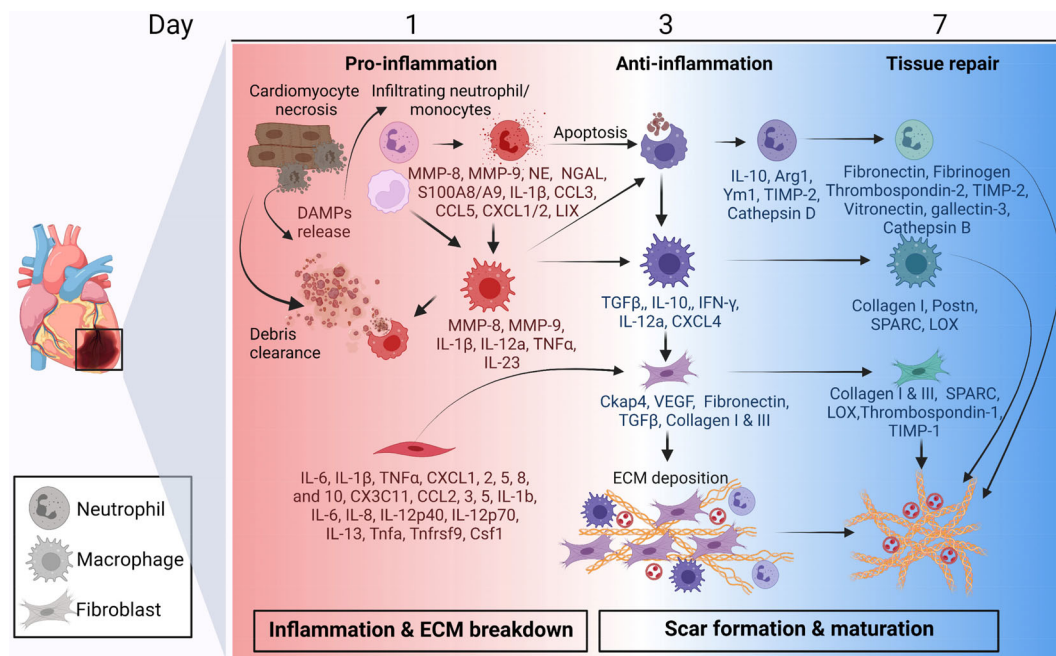 Day
1
3
7
Pro-inflammation
Anti-inflammation
Tissue repair
Cardiomyocyte
necrosis
Infiltrating neutrophil/
monocytes
Apoptosis
MMP-8, MMP-9, NE, NGAL,
S100A8/A9, IL-1β, CCL3,
CCL5, CXCL1/2, LIX
IL-10, Arg1,
Ym1, TIMP-2,
Cathepsin D
Fibronectin, Fibrinogen
Thrombospondin-2, TIMP-2,
Vitronectin, gallectin-3,
Cathepsin B
DAMPs
release
Debris
clearance
MMP-8, MMP-9,
IL-1β, IL-12a, TNFα,
IL-23
TGFβ,, IL-10,, IFN-γ,
IL-12a, CXCL4
Collagen I, Postn,
SPARC, LOX
Ckap4, VEGF, Fibronectin,
TGFβ, Collagen I & III
Collagen I & III, SPARC,
LOX,Thrombospondin-1,
TIMP-1
IL-6, IL-1β, TNFα, CXCL1, 2, 5, 8,
and 10, CX3C11, CCL2, 3, 5, IL-1b,
IL-6, IL-8, IL-12p40, IL-12p70,
IL-13, Tnfa, Tnfrsf9, Csf1
ECM deposition
Neutrophil
Macrophage
Fibroblast
Inflammation & ECM breakdown
Scar formation & maturation